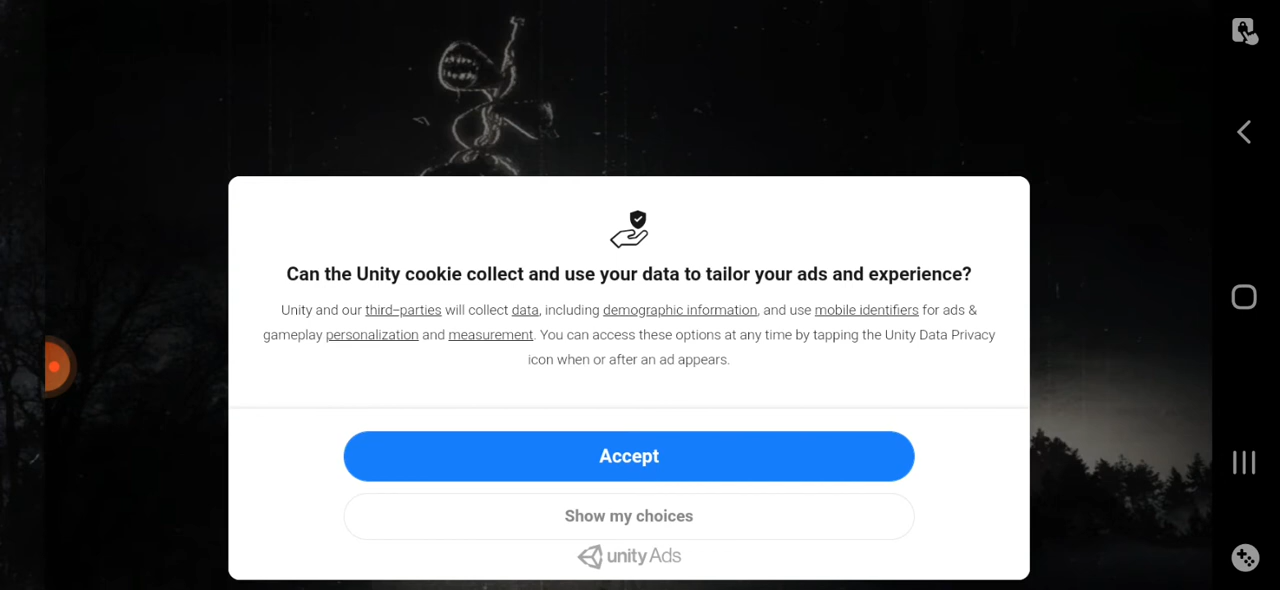 Can the Unity cookie collect and use your data to tailor your ads and experience?
Unity and our third-parties will collect data, including demographic information, and use mobile identifiers for ads &
gameplay personalization and measurement. You can access these options at any time by tapping the Unity Data Privacy
icon when or after an ad appears.
Accept
Show my choices
unity Ads